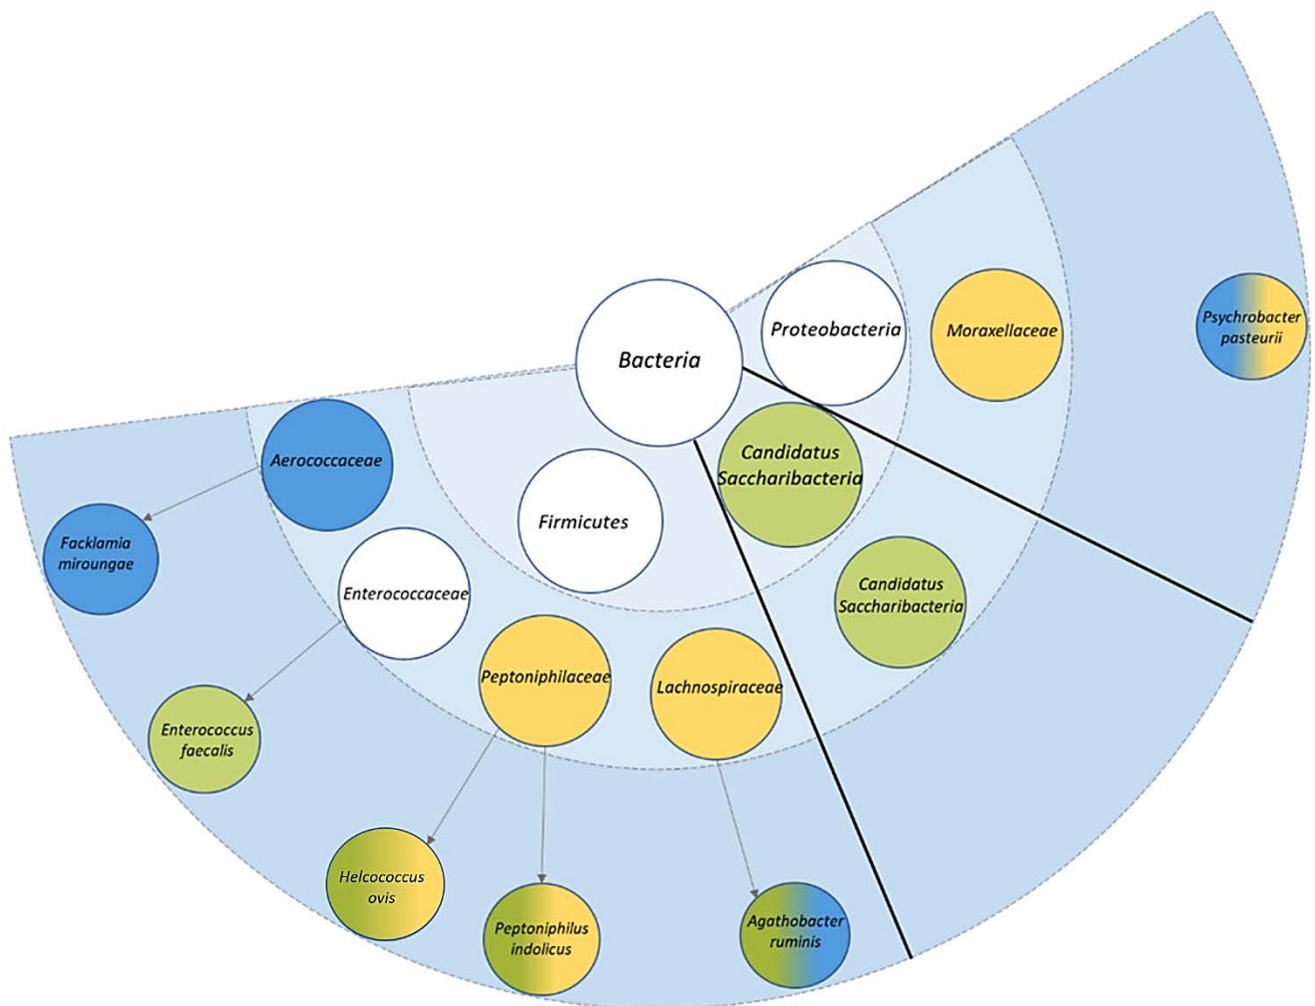 Bacteria
Proteobacteria
Moraxellaceae
Psychrobacter
pasteurii
Candidatus
Saccharibacteria
Candidatus
Saccharibacteria
Firmicutes
Aerococcaceae
Facklamia
miroungae
Enterococcaceae
Enterococcus
faecalis
Peptoniphilaceae
Helcococcus
ovis
Peptoniphilus
indolicus
Lachnospiraceae
Agathobacter
ruminis